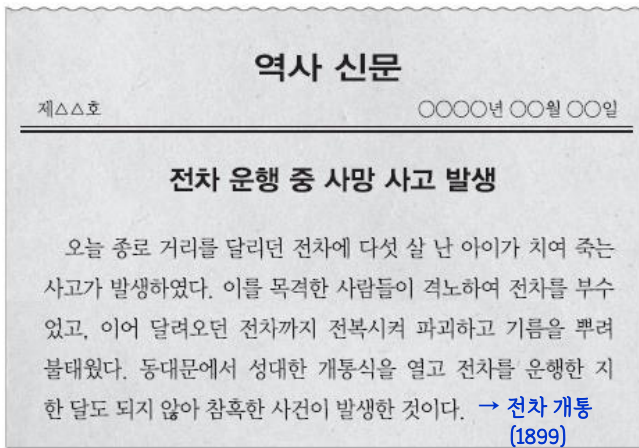 역사 신문
제△△호 ○○○○년 ○○월 ○○일
전차 운행 중 사망 사고 발생
오늘 종로 거리를 달리던 전차에 다섯 살 난 아이가 치여 죽는
사고가 발생하였다. 이를 목격한 사람들이 격노하여 전차를 부수
었고, 이어 달려오던 전차까지 전복시켜 파괴하고 기름을 뿌려
불태웠다. 동대문에서 성대한 개통식을 열고 전차를 운행한 지
한 달도 되지 않아 참혹한 사건이 발생한 것이다. → 전차 개통
(1899)